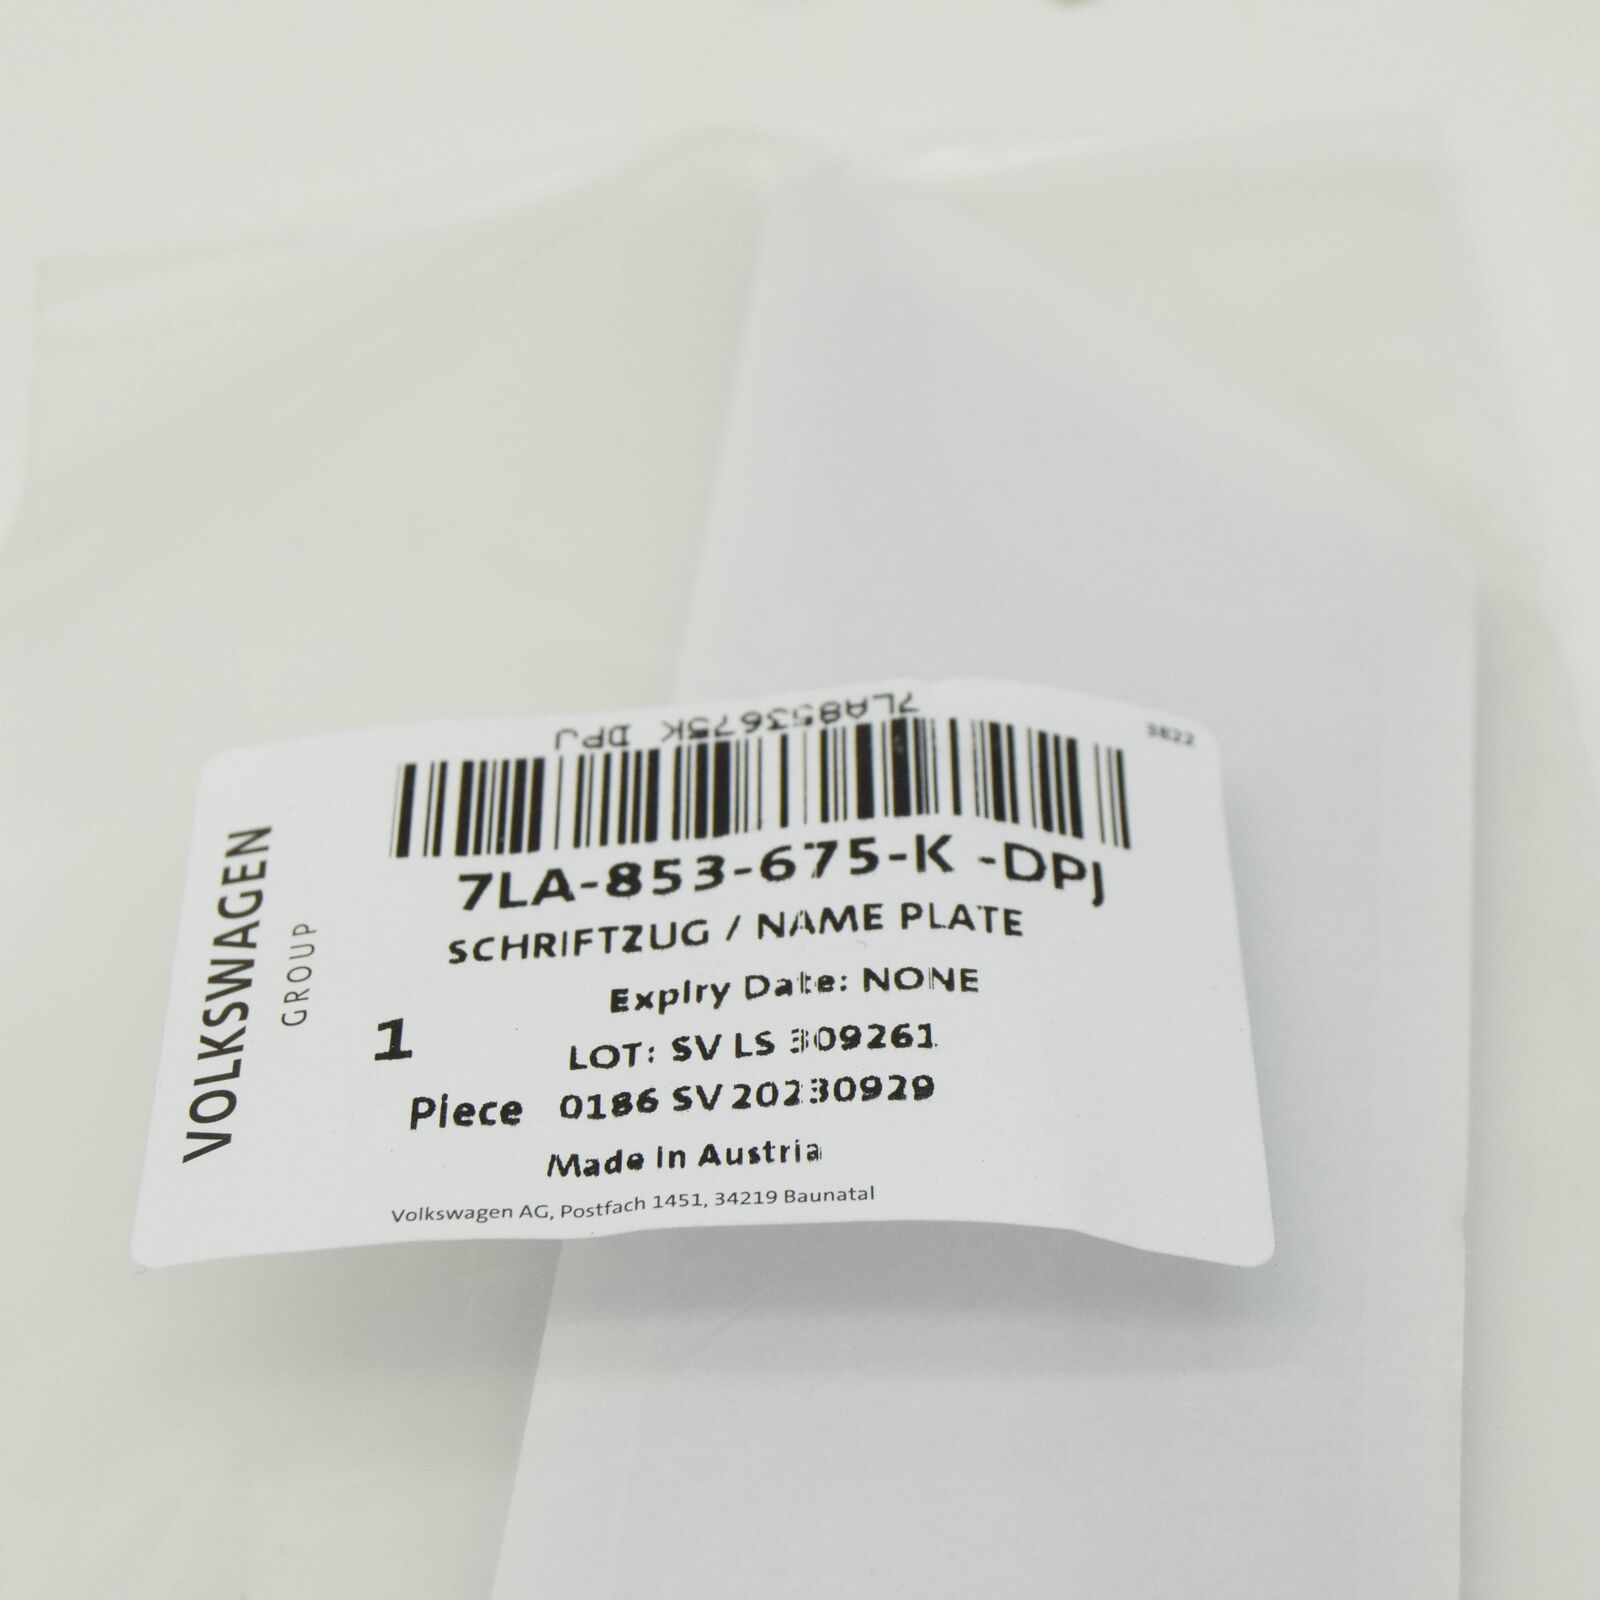 7LA853675K DPJ
3822
7LA-853-675-K -DPJ
SCHRIFTZUG / NAME PLATE
Expiry Date: NONE
LOT: SV LS 309261
1
Piece 0186 SV 20230929
Made in Austria
Volkswagen AG, Postfach 1451, 34219 Baunatal
VOLKSWAGEN
GROUP